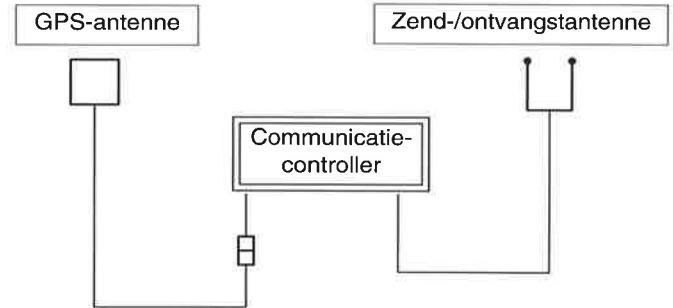 GPS-antenne
Zend-/ontvangstantenne
Communicatie-
controller